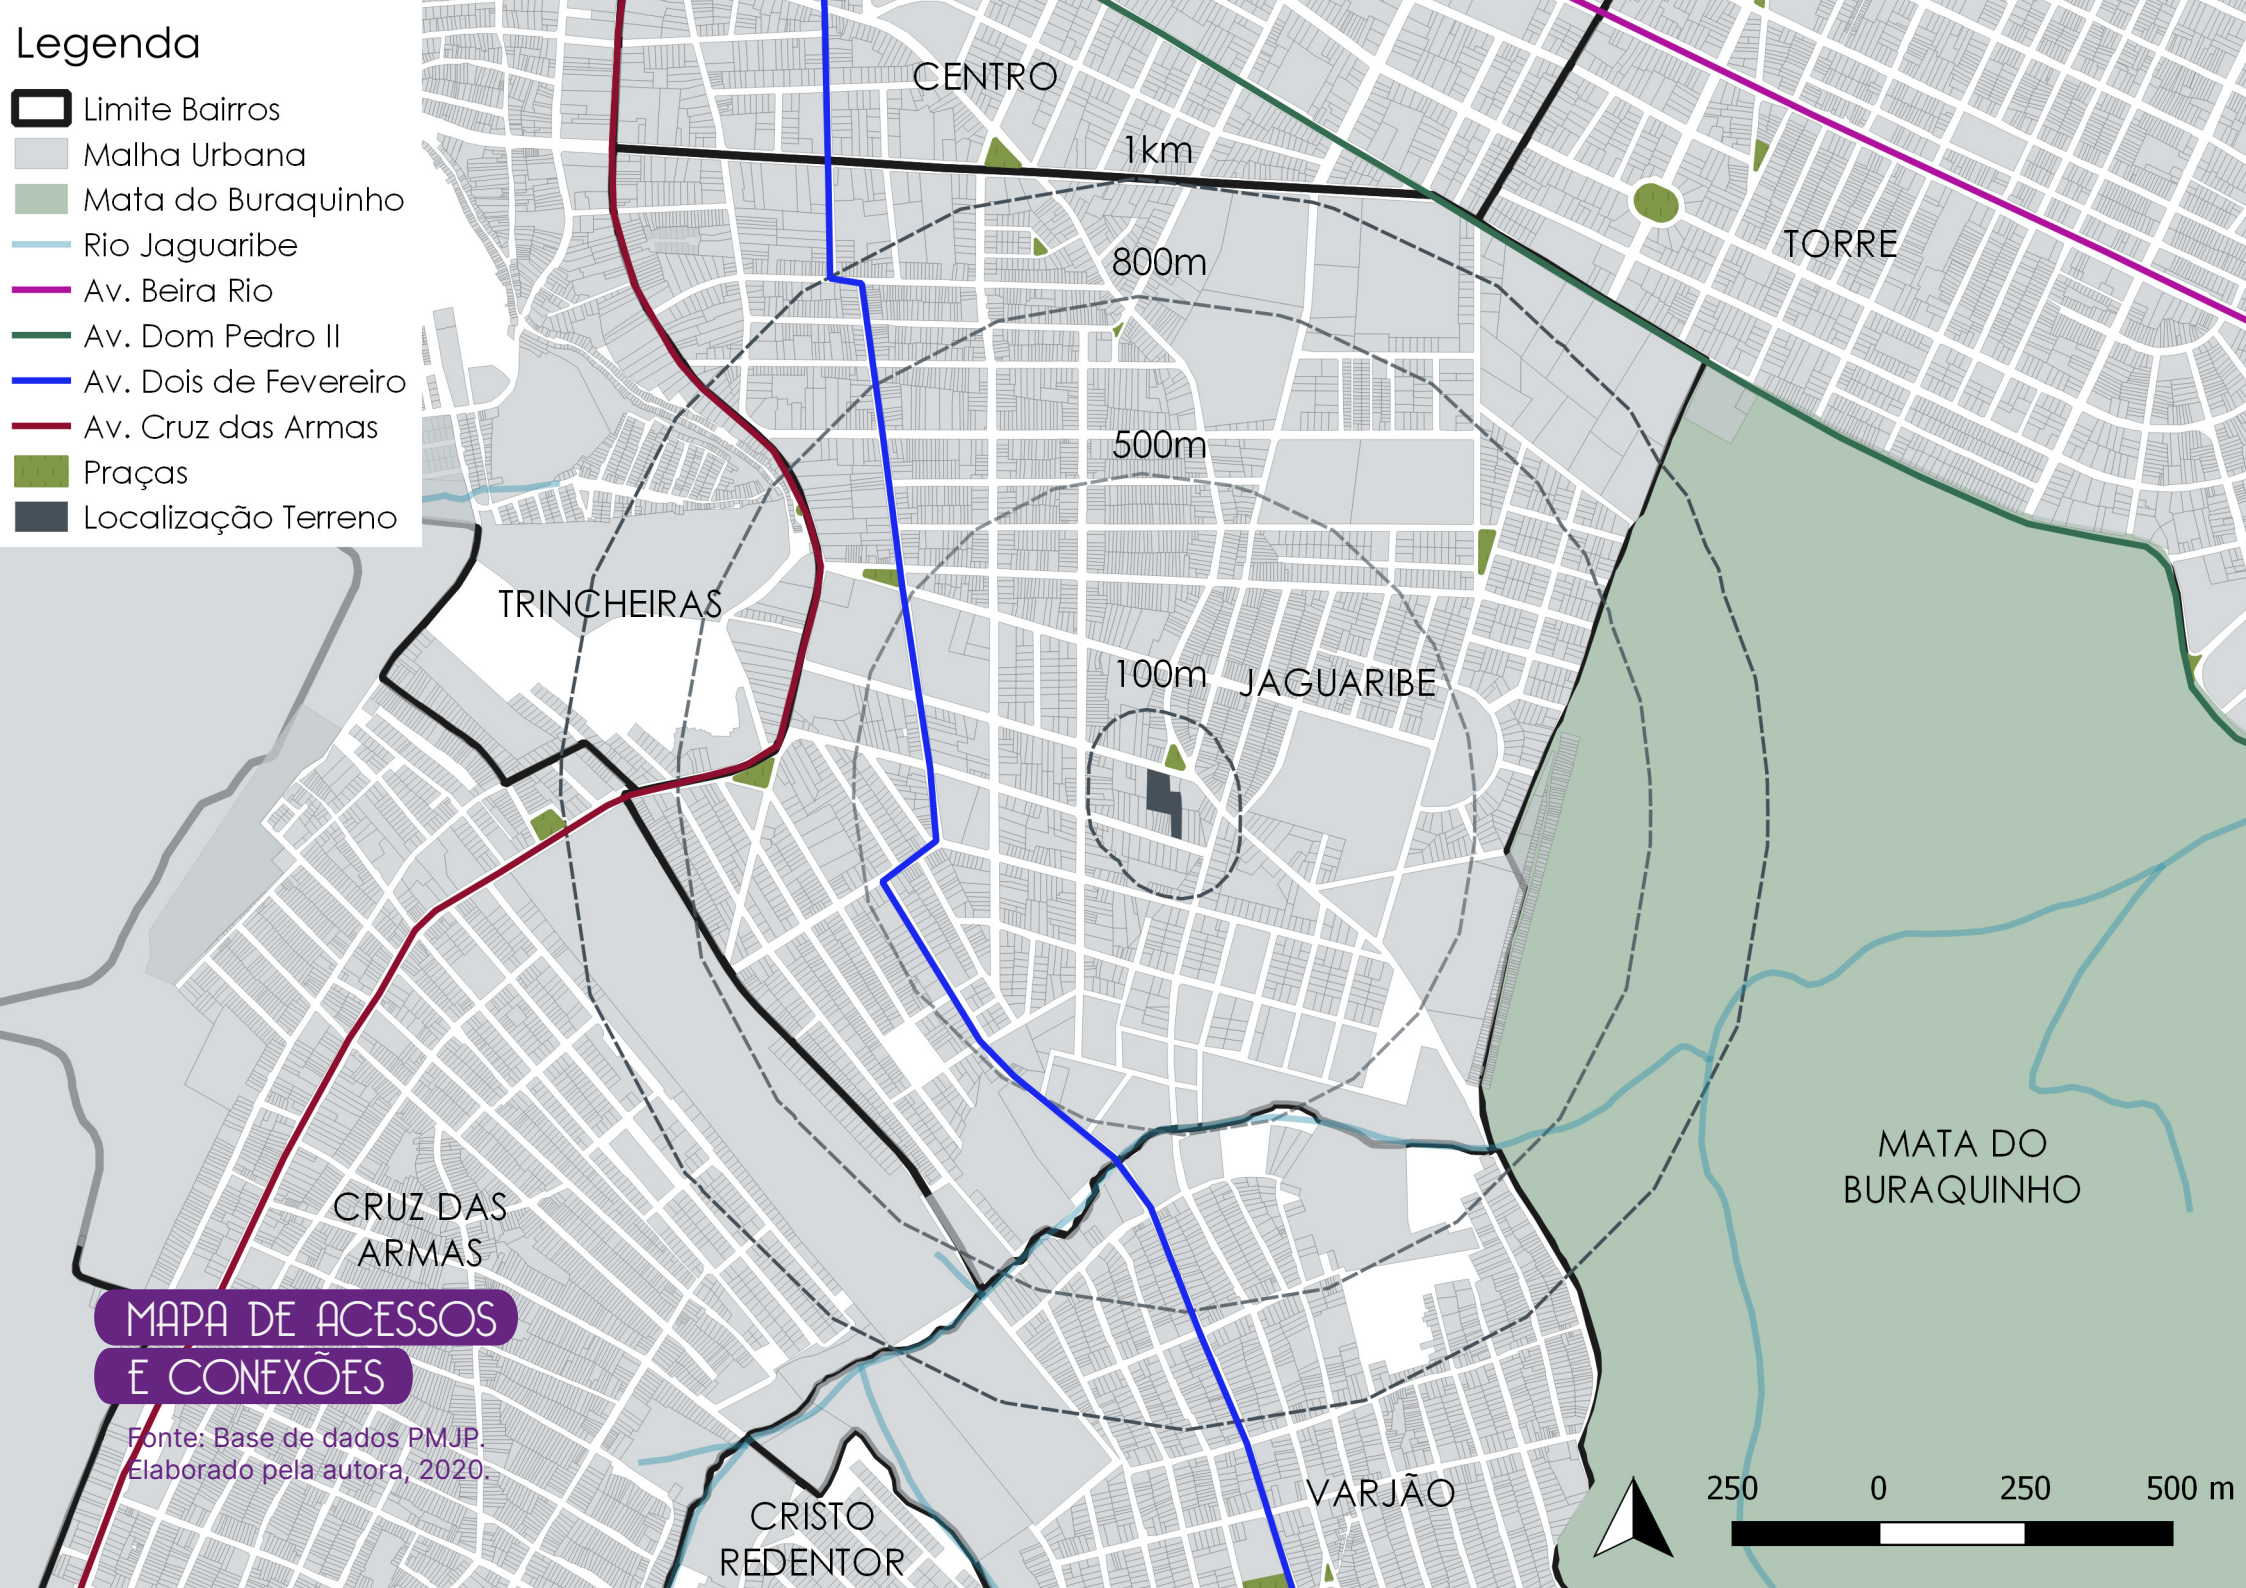 Legenda
Limite Bairros
Malha Urbana
Mata do Buraquinho
Rio Jaguaribe
Av. Beira Rio
Av. Dom Pedro II
Av. Dois de Fevereiro
Av. Cruz das Armas
Praças
Localização Terreno
CENTRO
1km
TORRE
800m
500m
TRINCHEIRAS
100m
JAGUARIBE
MATA DO
BURAQUINHO
CRUZ DAS
ARMAS
MAPA DE ACESSOS
E CONEXÕES
Fonte: Base de dados PMJP.
Elaborado pela autora, 2020.
VARJÃO
CRISTO
REDENTOR
250 0 250 500 m